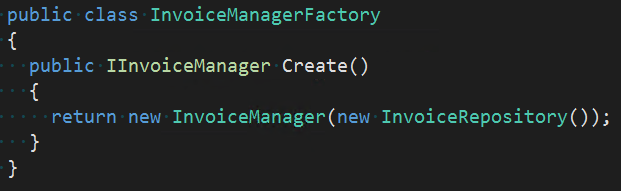 public class InvoiceManagerFactory
{
  public IInvoiceManager Create()
  {
    return new InvoiceManager(new InvoiceRepository());
  }
}